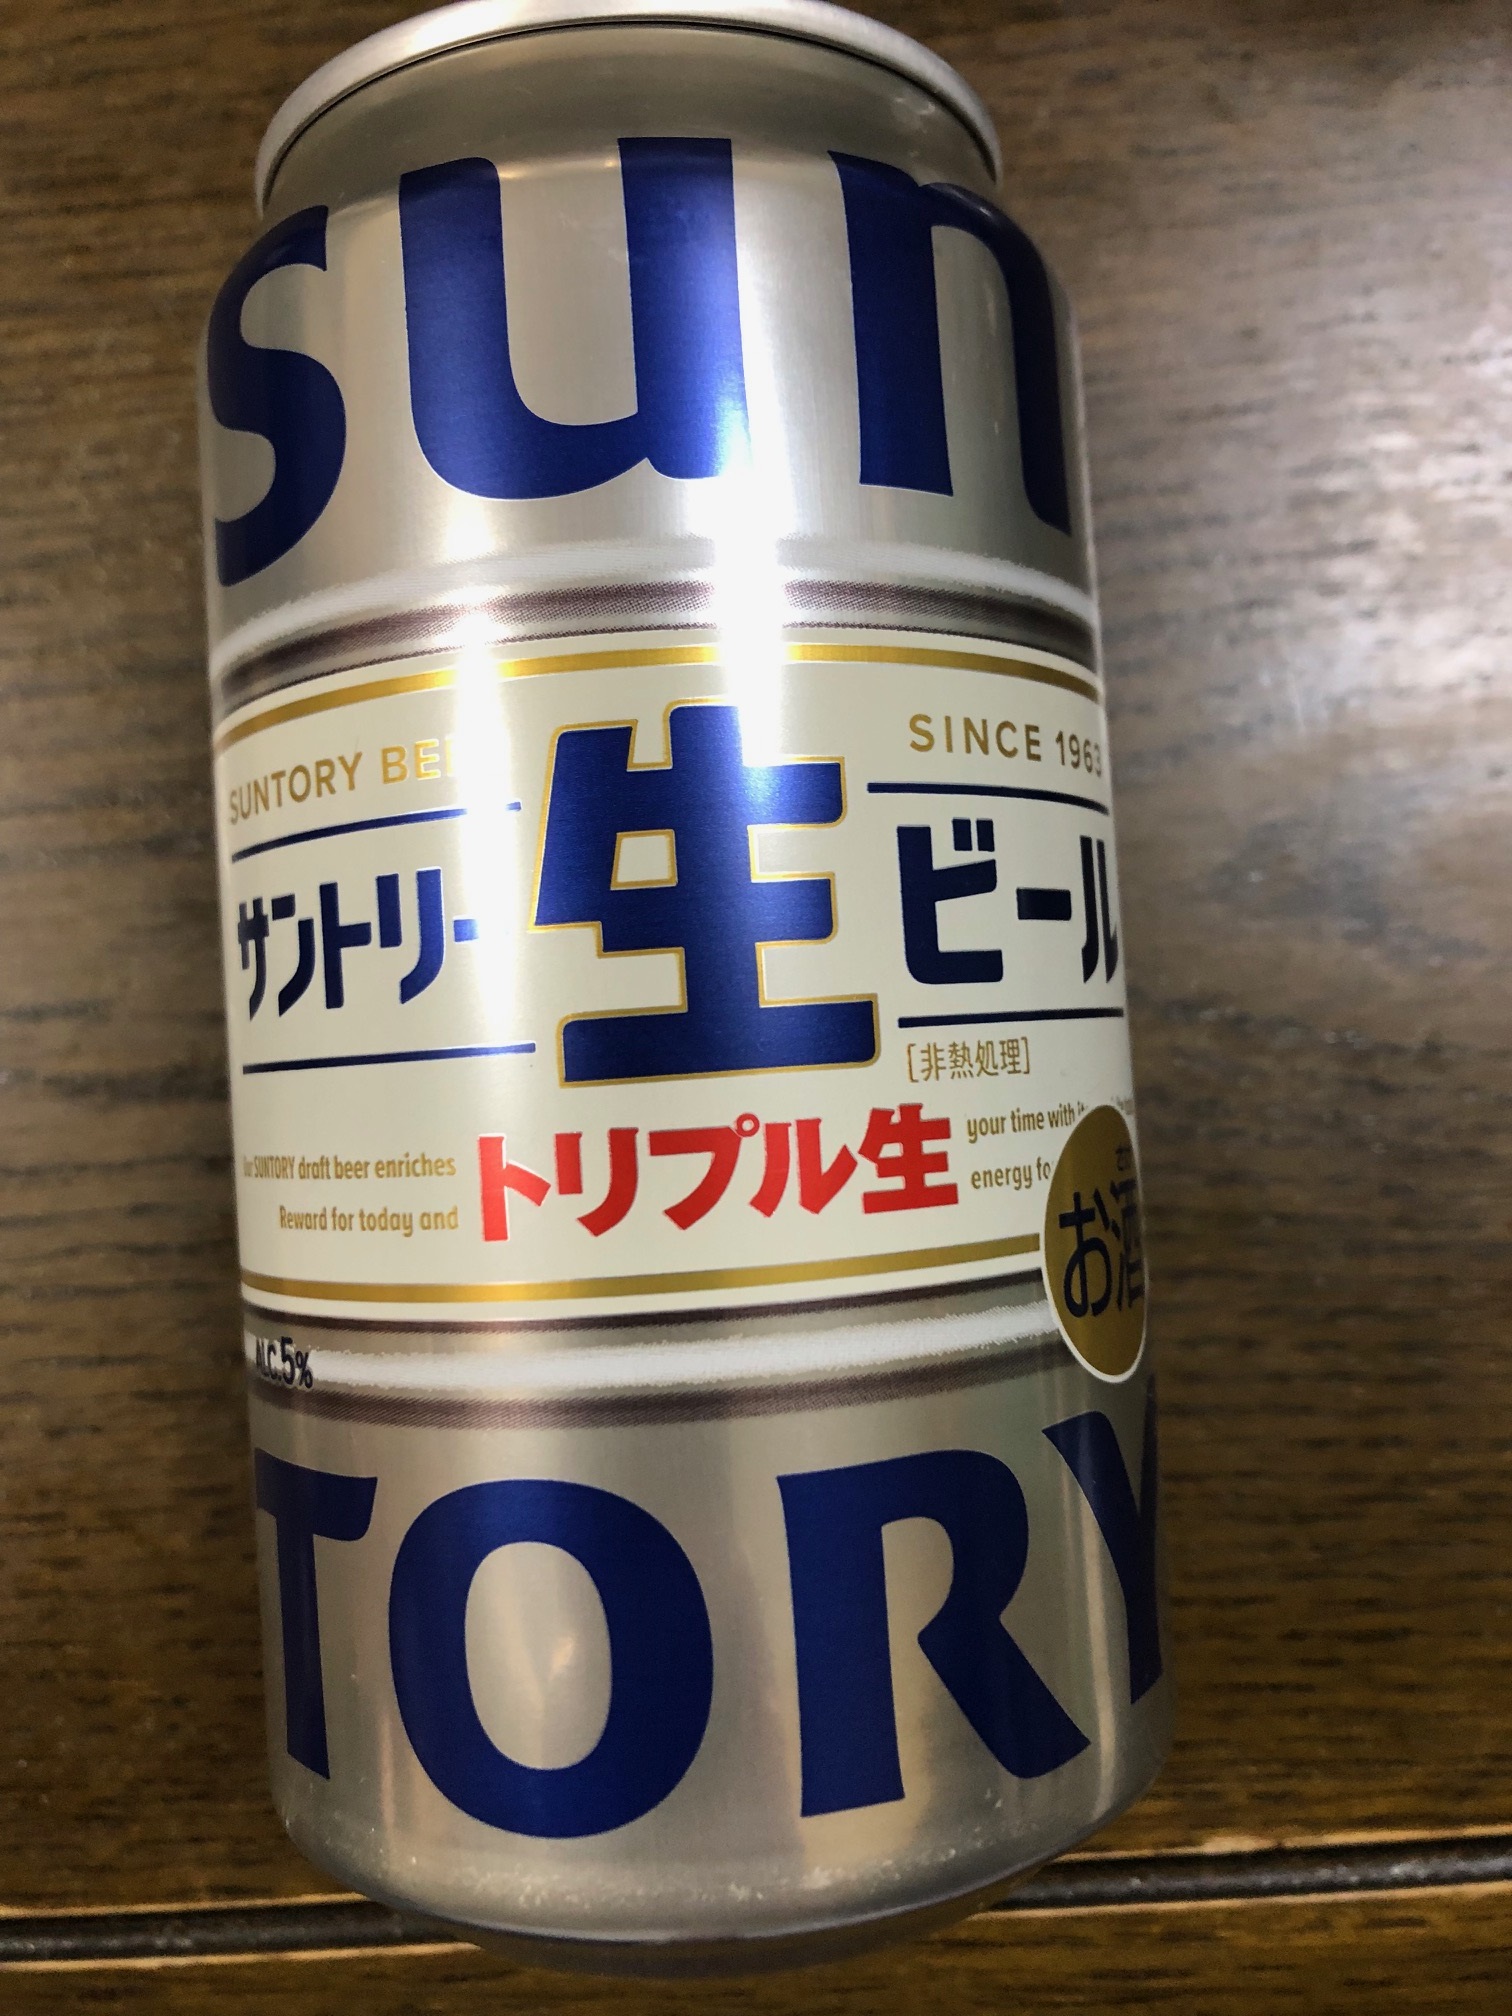 sun
SUNTORY BEER
SINCE 1963
サントリー生ビール
[非熱処理]
トリプル生
Our SUNTORY draft beer enriches
your time with
Reward for today and
energy
お酒
ALC.5%
TORY